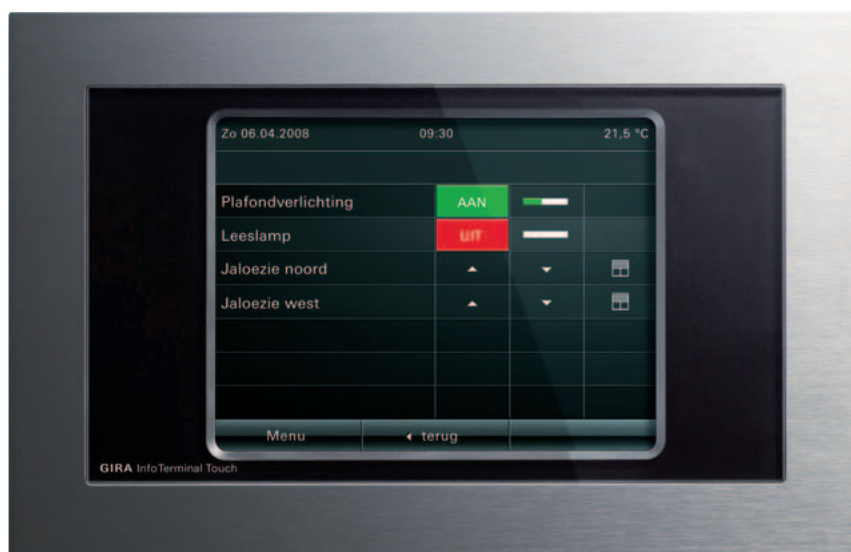 Zo 06.04.2008 09:30 21,5 °C
Plafondverlichting AAN
Leeslamp UIT
Jaloezie noord
Jaloezie west
Menu terug
GIRA InfoTerminal Touch